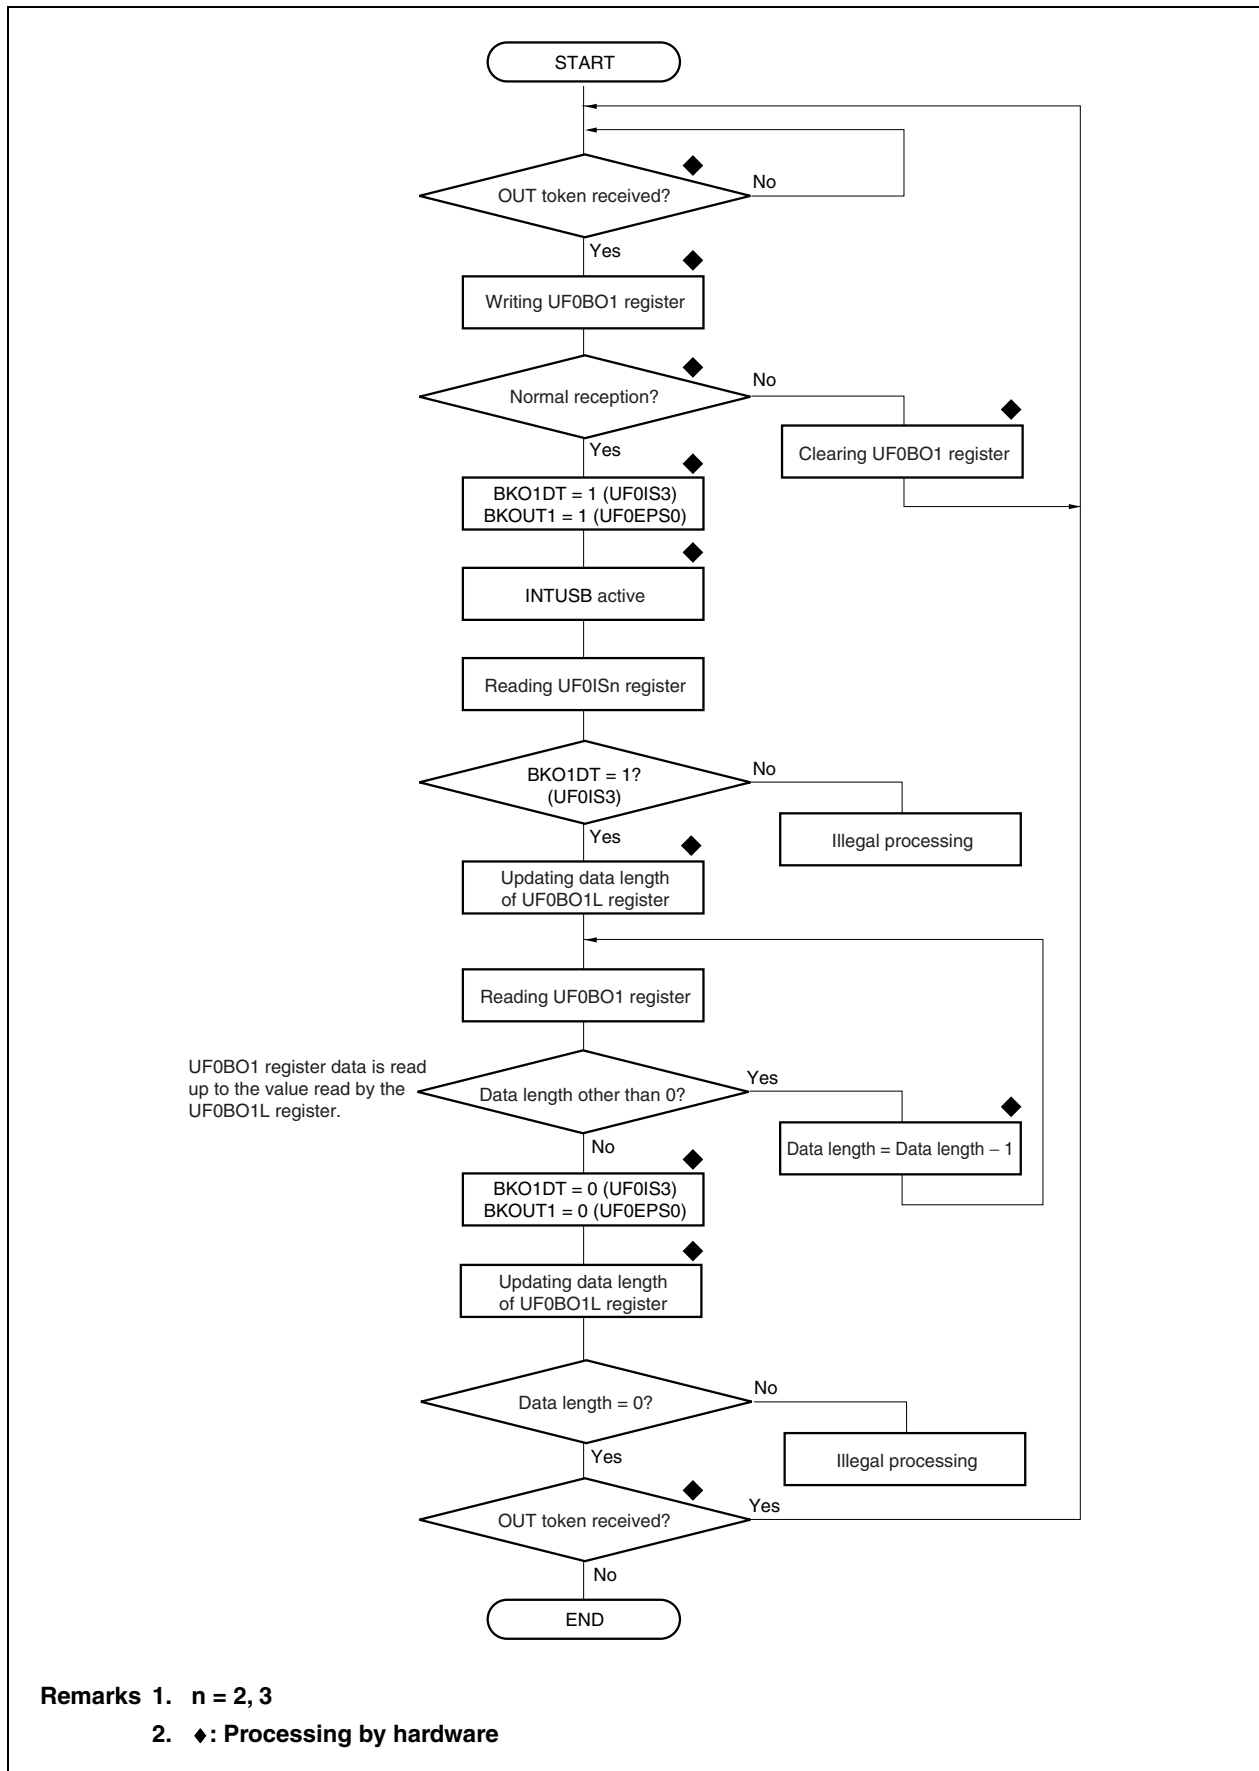 START
OUT token received?
No
Yes
Writing UF0BO1 register
Normal reception?
No
Yes
Clearing UF0BO1 register
BKO1DT = 1 (UF0IS3)
BKOUT1 = 1 (UF0EPS0)
INTUSB active
Reading UF0ISn register
BKO1DT = 1?
(UF0IS3)
No
Yes
Illegal processing
Updating data length
of UF0BO1L register
Reading UF0BO1 register
UF0BO1 register data is read
up to the value read by the
UF0BO1L register.
Data length other than 0?
Yes
No
Data length = Data length − 1
BKO1DT = 0 (UF0IS3)
BKOUT1 = 0 (UF0EPS0)
Updating data length
of UF0BO1L register
Data length = 0?
No
Yes
Illegal processing
OUT token received?
Yes
No
END
Remarks 1. n = 2, 3
2. ♦: Processing by hardware